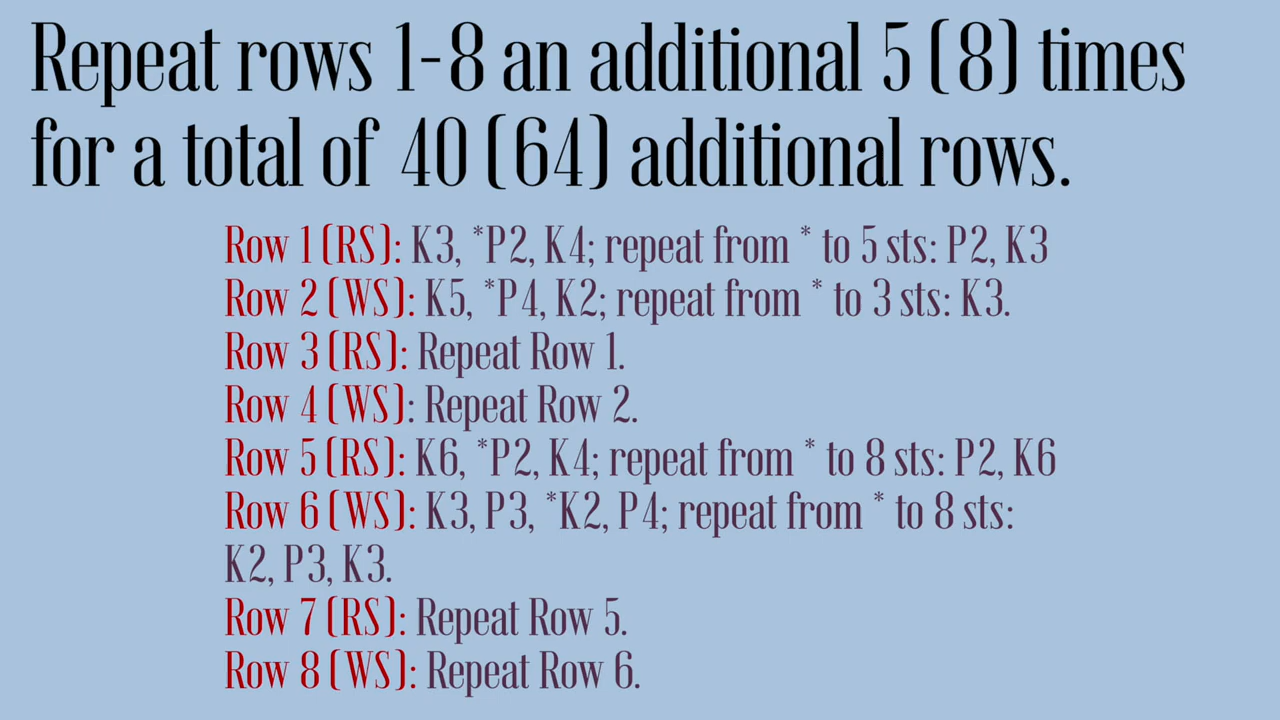 Repeat rows 1-8 an additional 5 (8) times
for a total of 40 (64) additional rows.
Row 1 (RS): K3, *P2, K4; repeat from * to 5 sts: P2, K3
Row 2 (WS): K5, *P4, K2; repeat from * to 3 sts: K3.
Row 3 (RS): Repeat Row 1.
Row 4 (WS): Repeat Row 2.
Row 5 (RS): K6, *P2, K4; repeat from * to 8 sts: P2, K6
Row 6 (WS): K3, P3, *K2, P4; repeat from * to 8 sts:
K2, P3, K3.
Row 7 (RS): Repeat Row 5.
Row 8 (WS): Repeat Row 6.